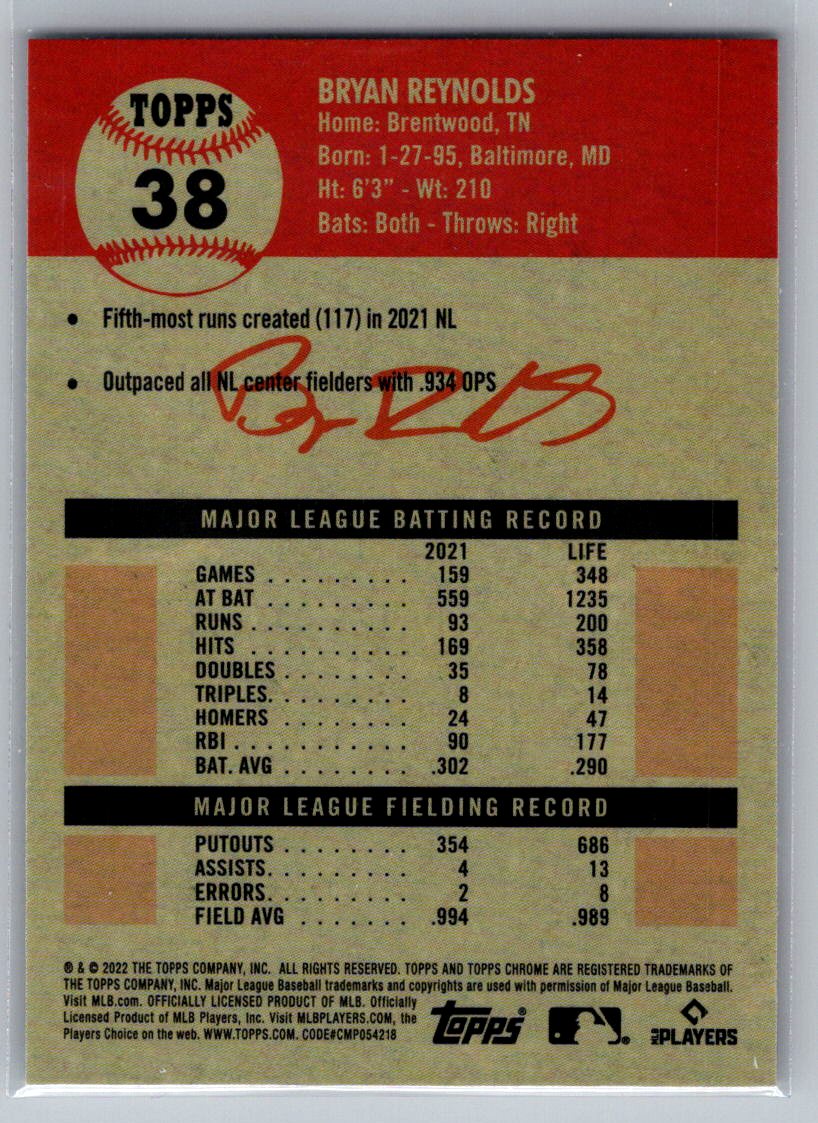 TOPPS
38
BRYAN REYNOLDS
Home: Brentwood, TN
Born: 1-27-95, Baltimore, MD
Ht: 6'3" - Wt: 210
Bats: Both - Throws: Right
• Fifth-most runs created (117) in 2021 NL
• Outpaced all NL center fielders with .934 OPS
MAJOR LEAGUE BATTING RECORD
2021 LIFE
GAMES . . . . . . . . . . 159 348
AT BAT . . . . . . . . . 559 1235
RUNS . . . . . . . . . . 93 200
HITS . . . . . . . . . . 169 358
DOUBLES . . . . . . . . 35 78
TRIPLES. . . . . . . . . 8 14
HOMERS . . . . . . . . 24 47
RBI . . . . . . . . . . . 90 177
BAT. AVG . . . . . . . . .302 .290
MAJOR LEAGUE FIELDING RECORD
PUTOUTS . . . . . . . . 354 686
ASSISTS. . . . . . . . . 4 13
ERRORS. . . . . . . . . 2 8
FIELD AVG . . . . . . . .994 .989
® & © 2022 THE TOPPS COMPANY, INC. ALL RIGHTS RESERVED. TOPPS AND TOPPS CHROME ARE REGISTERED TRADEMARKS OF
THE TOPPS COMPANY, INC. Major League Baseball trademarks and copyrights are used with permission of Major League Baseball.
Visit MLB.com. OFFICIALLY LICENSED PRODUCT OF MLB. Officially
Licensed Product of MLB Players, Inc. Visit MLBPLAYERS.COM, the
Players Choice on the web. WWW.TOPPS.COM. CODE#CMP054218
topps®
MLB PLAYERS